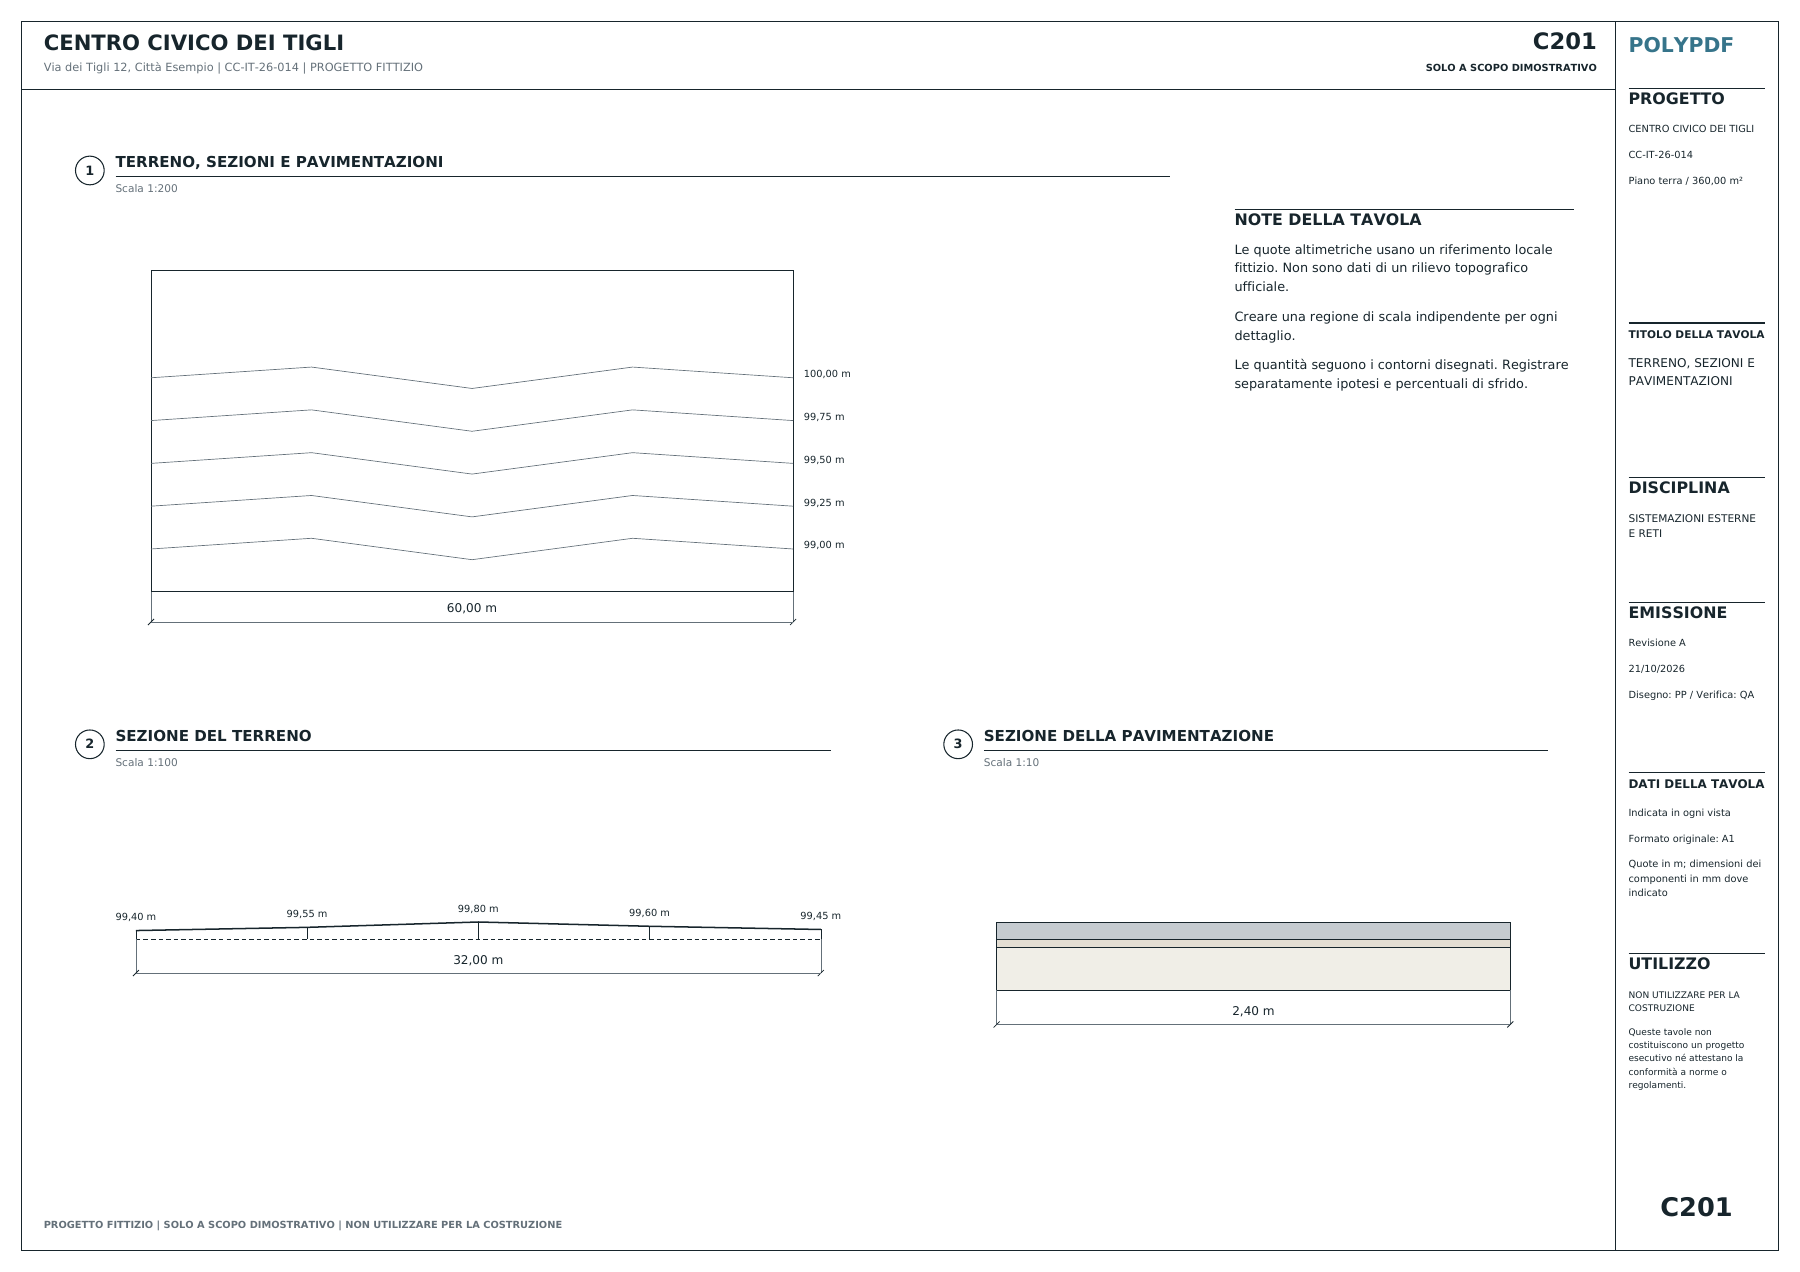 CENTRO CIVICO DEI TIGLI
Via dei Tigli 12, Città Esempio | CC-IT-26-014 | PROGETTO FITTIZIO
C201
SOLO A SCOPO DIMOSTRATIVO
1
TERRENO, SEZIONI E PAVIMENTAZIONI
Scala 1:200
100,00 m
99,75 m
99,50 m
99,25 m
99,00 m
60,00 m
NOTE DELLA TAVOLA
Le quote altimetriche usano un riferimento locale
fittizio. Non sono dati di un rilievo topografico
ufficiale.
Creare una regione di scala indipendente per ogni
dettaglio.
Le quantità seguono i contorni disegnati. Registrare
separatamente ipotesi e percentuali di sfrido.
2
SEZIONE DEL TERRENO
Scala 1:100
99,40 m
99,55 m
99,80 m
99,60 m
99,45 m
32,00 m
3
SEZIONE DELLA PAVIMENTAZIONE
Scala 1:10
2,40 m
PROGETTO FITTIZIO | SOLO A SCOPO DIMOSTRATIVO | NON UTILIZZARE PER LA COSTRUZIONE
POLYPDF
PROGETTO
CENTRO CIVICO DEI TIGLI
CC-IT-26-014
Piano terra / 360,00 m²
TITOLO DELLA TAVOLA
TERRENO, SEZIONI E
PAVIMENTAZIONI
DISCIPLINA
SISTEMAZIONI ESTERNE
E RETI
EMISSIONE
Revisione A
21/10/2026
Disegno: PP / Verifica: QA
DATI DELLA TAVOLA
Indicata in ogni vista
Formato originale: A1
Quote in m; dimensioni dei
componenti in mm dove
indicato
UTILIZZO
NON UTILIZZARE PER LA
COSTRUZIONE
Queste tavole non
costituiscono un progetto
esecutivo né attestano la
conformità a norme o
regolamenti.
C201